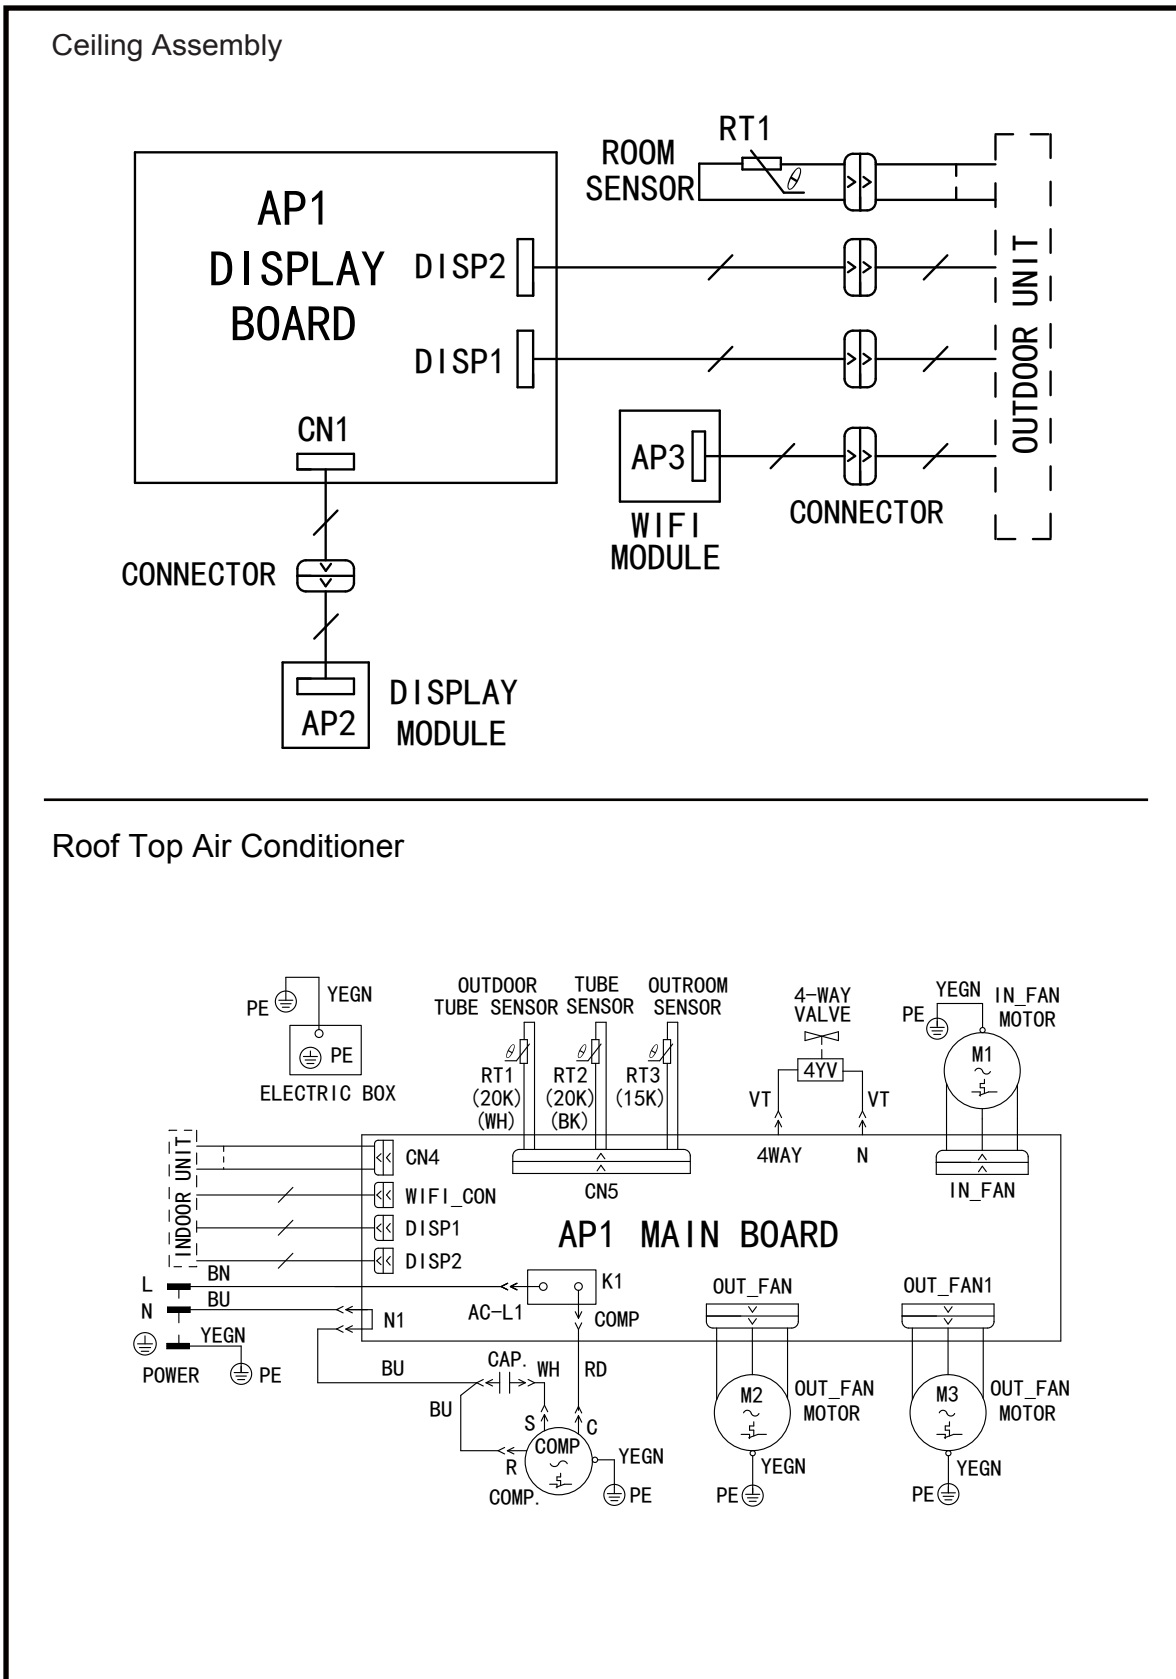 Ceiling Assembly
RT1
ROOM
SENSOR
θ
AP1
DISPLAY
BOARD
DISP2
DISP1
OUTDOOR UNIT
CN1
AP3
WIFI
MODULE
CONNECTOR
CONNECTOR
AP2
DISPLAY
MODULE
Roof Top Air Conditioner
PE
YEGN
PE
ELECTRIC BOX
OUTDOOR
TUBE SENSOR
TUBE
SENSOR
OUTROOM
SENSOR
θ
θ
θ
RT1
(20K)
(WH)
RT2
(20K)
(BK)
RT3
(15K)
4-WAY
VALVE
4YV
VT
VT
4WAY
N
YEGN
PE
IN_FAN
MOTOR
M1
IN_FAN
INDOOR UNIT
CN4
WIFI_CON
DISP1
DISP2
CN5
AP1 MAIN BOARD
L
BN
N
BU
YEGN
POWER
PE
N1
AC-L1
K1
COMP
OUT_FAN
OUT_FAN1
BU
CAP.
WH
RD
BU
S
C
R
COMP
COMP.
YEGN
PE
M2
OUT_FAN
MOTOR
YEGN
PE
M3
OUT_FAN
MOTOR
YEGN
PE